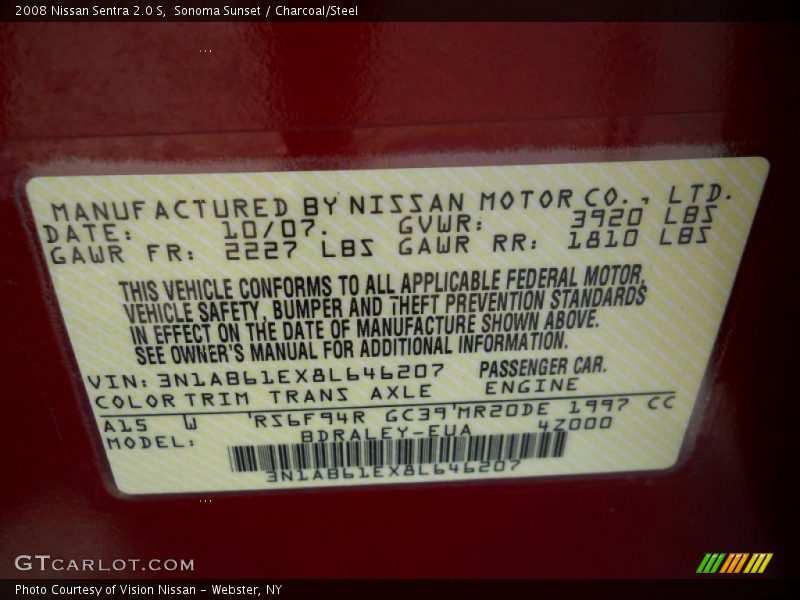 2008 Nissan Sentra 2.0 S, Sonoma Sunset / Charcoal/Steel
MANUFACTURED BY NISSAN MOTOR CO., LTD.
DATE: 10/07. GVWR: 3920 LBS
GAWR FR: 2227 LBS GAWR RR: 1810 LBS
THIS VEHICLE CONFORMS TO ALL APPLICABLE FEDERAL MOTOR
VEHICLE SAFETY, BUMPER AND THEFT PREVENTION STANDARDS
IN EFFECT ON THE DATE OF MANUFACTURE SHOWN ABOVE.
SEE OWNER'S MANUAL FOR ADDITIONAL INFORMATION.
VIN: 3N1AB61EX8L646207 PASSENGER CAR.
COLOR TRIM TRANS AXLE ENGINE
A15 W 'RS6F94R GC39'MR20DE 1997 CC
MODEL: BDRALEY-EUA 4Z000
3N1AB61EX8L646207
GTCARLOT.COM
Photo Courtesy of Vision Nissan - Webster, NY